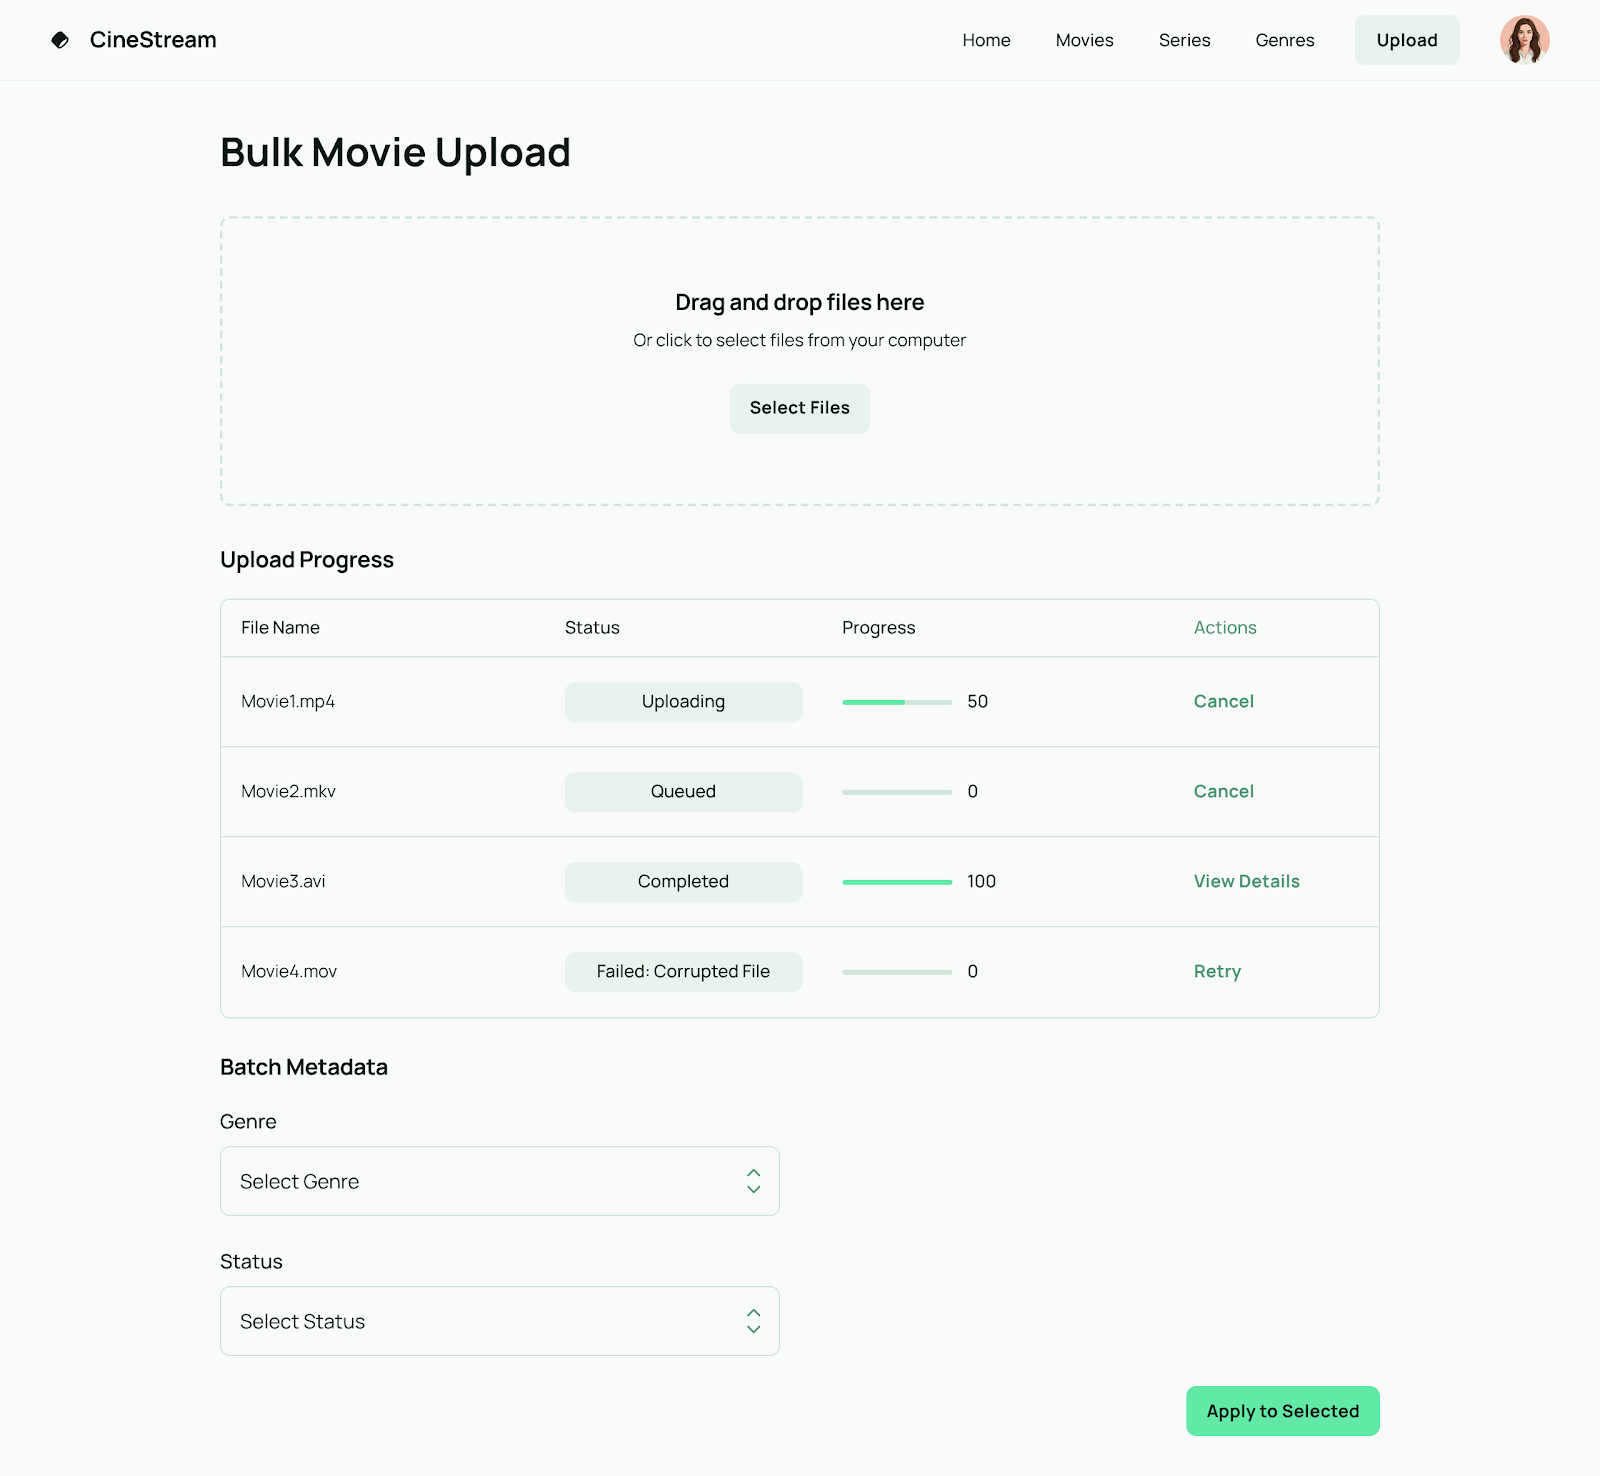 CineStream
Home Movies Series Genres Upload
Bulk Movie Upload
Drag and drop files here
Or click to select files from your computer
Select Files
Upload Progress
File Name Status Progress Actions
Movie1.mp4 Uploading 50 Cancel
Movie2.mkv Queued 0 Cancel
Movie3.avi Completed 100 View Details
Movie4.mov Failed: Corrupted File 0 Retry
Batch Metadata
Genre
Select Genre
Status
Select Status
Apply to Selected